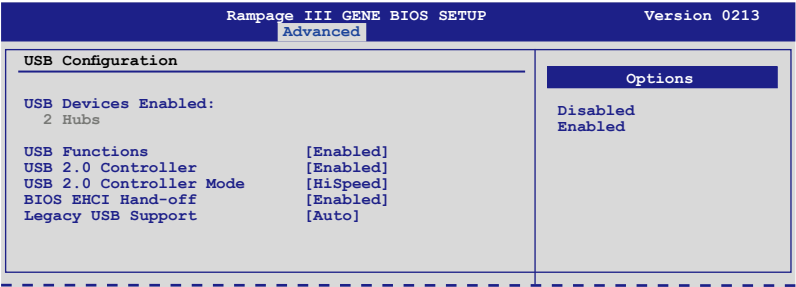 Rampage III GENE BIOS SETUP Version 0213
Advanced
USB Configuration
USB Devices Enabled:
2 Hubs
USB Functions [Enabled]
USB 2.0 Controller [Enabled]
USB 2.0 Controller Mode [HiSpeed]
BIOS EHCI Hand-off [Enabled]
Legacy USB Support [Auto]
Options
Disabled
Enabled